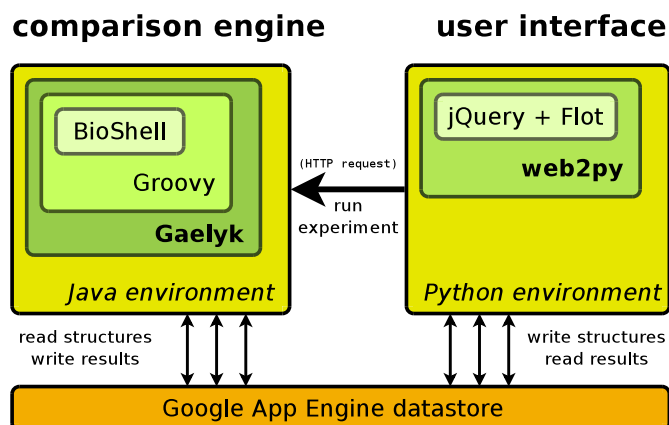 comparison engine
user interface
BioShell
Groovy
Gaelyk
Java environment
(HTTP request)
run
experiment
jQuery + Flot
web2py
Python environment
read structures
write results
write structures
read results
Google App Engine datastore